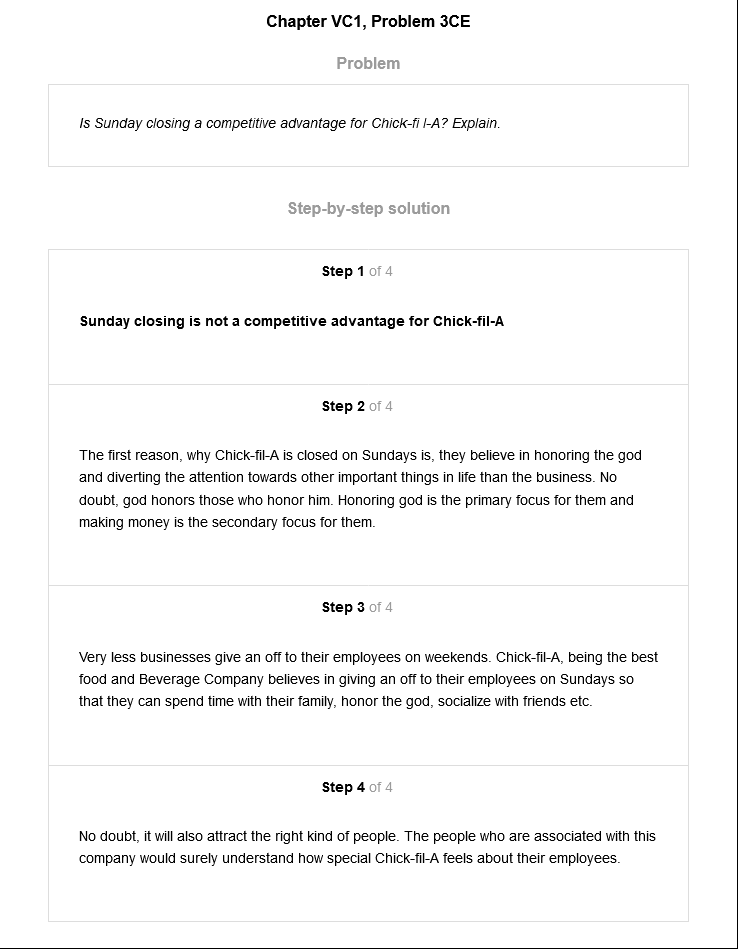 Chapter VC1, Problem 3CE
Problem
Is Sunday closing a competitive advantage for Chick-fi l-A? Explain.
Step-by-step solution
Step 1 of 4
Sunday closing is not a competitive advantage for Chick-fil-A
Step 2 of 4
The first reason, why Chick-fil-A is closed on Sundays is, they believe in honoring the god
and diverting the attention towards other important things in life than the business. No
doubt, god honors those who honor him. Honoring god is the primary focus for them and
making money is the secondary focus for them.
Step 3 of 4
Very less businesses give an off to their employees on weekends. Chick-fil-A, being the best
food and Beverage Company believes in giving an off to their employees on Sundays so
that they can spend time with their family, honor the god, socialize with friends etc.
Step 4 of 4
No doubt, it will also attract the right kind of people. The people who are associated with this
company would surely understand how special Chick-fil-A feels about their employees.